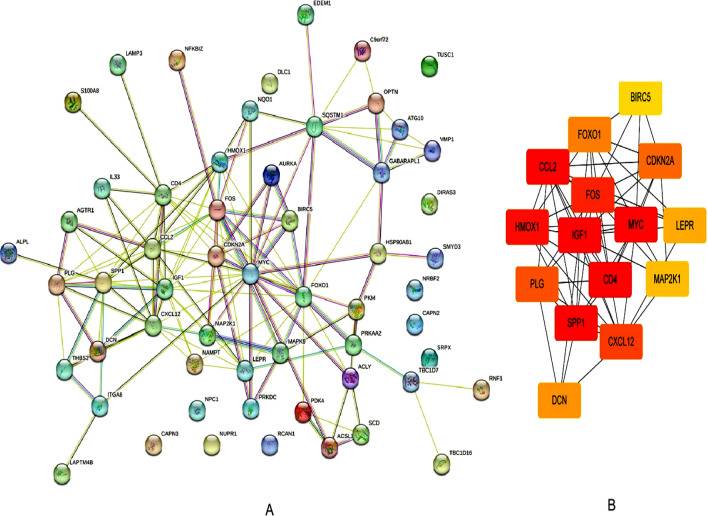 EDEM1
C9orf72
LAMP3
NFKBIZ
TUSC1
DLC1
S100A8
OPTN
NQO1
SQSTM1
ATG10
VMP1
HMOX1
GABARAPL1
AURKA
IL33
CD4
DIRAS3
FOS
BIRC5
AGTR1
CCL2
CDKN2A
HSP90AB1
ALPL
SMYD3
MYC
PLG
SPP1
IGF1
FOXO1
NRBF2
PKM
CXCL12
CAPN2
MAP2K1
DCN
MAPK9
PRKAA2
THBS2
NAMPT
LEPR
SRPX
ACLY
TBC1D7
RNF5
ITGA6
NPC1
PRKDC
PDK4
SCD
CAPN3
NUPR1
RCAN1
ACSL3
LAPTM4B
TBC1D16
A
BIRC5
FOXO1
CDKN2A
CCL2
FOS
HMOX1
IGF1
MYC
LEPR
PLG
CD4
MAP2K1
SPP1
CXCL12
DCN
B